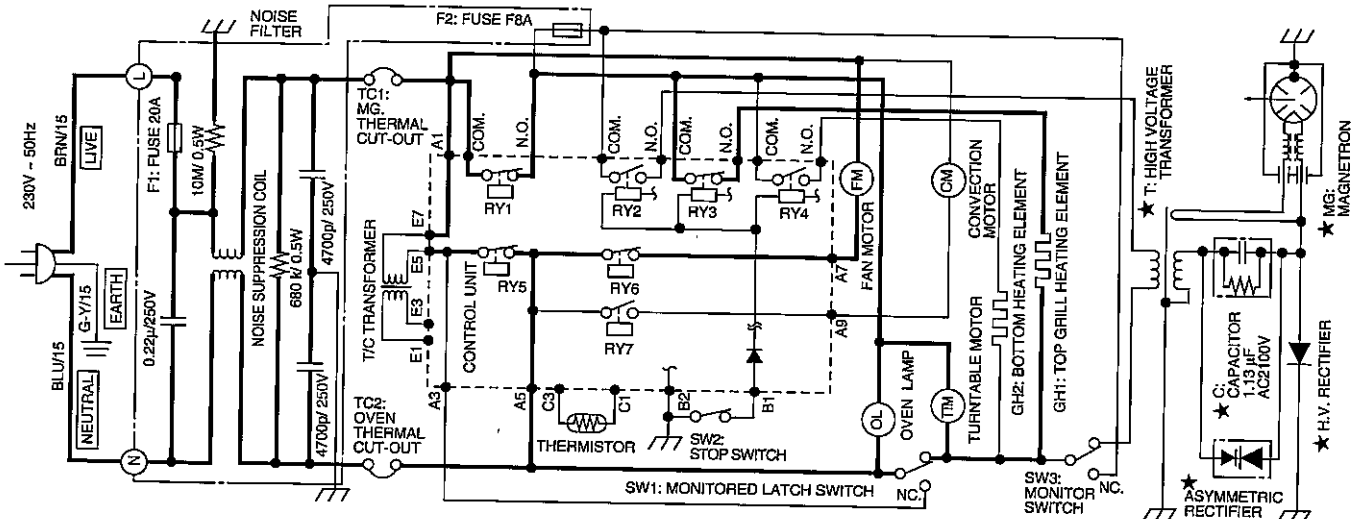 230V ~ 50Hz
BRN/15
LIVE
BLU/15
NEUTRAL
G-Y/15
EARTH
L
N
NOISE
FILTER
F1: FUSE 20A
10M/ 0.5W
0.22µ/250V
NOISE SUPPRESSION COIL
680 k/ 0.5W
4700p/ 250V
4700p/ 250V
F2: FUSE F8A
TC1:
MG.
THERMAL
CUT-OUT
TC2:
OVEN
THERMAL
CUT-OUT
T/C TRANSFORMER
CONTROL UNIT
A1
E7
E5
E3
E1
A3
A5
COM.
N.O.
RY1
COM.
N.O.
RY2
COM.
N.O.
RY3
COM.
N.O.
RY4
RY5
RY6
RY7
A7
A9
C3
C1
THERMISTOR
B2
B1
SW2:
STOP SWITCH
FM
FAN MOTOR
CM
CONVECTION
MOTOR
OL
OVEN LAMP
TTM
TURNTABLE MOTOR
GH2: BOTTOM HEATING ELEMENT
GH1: TOP GRILL HEATING ELEMENT
SW1: MONITORED LATCH SWITCH
NC.
SW3:
MONITOR
SWITCH
NC.
★ T: HIGH VOLTAGE
TRANSFORMER
★ C:
CAPACITOR
1.13 µF
AC2100V
★ ASYMMETRIC
RECTIFIER
★ H.V. RECTIFIER
★ MG: MAGNETRON